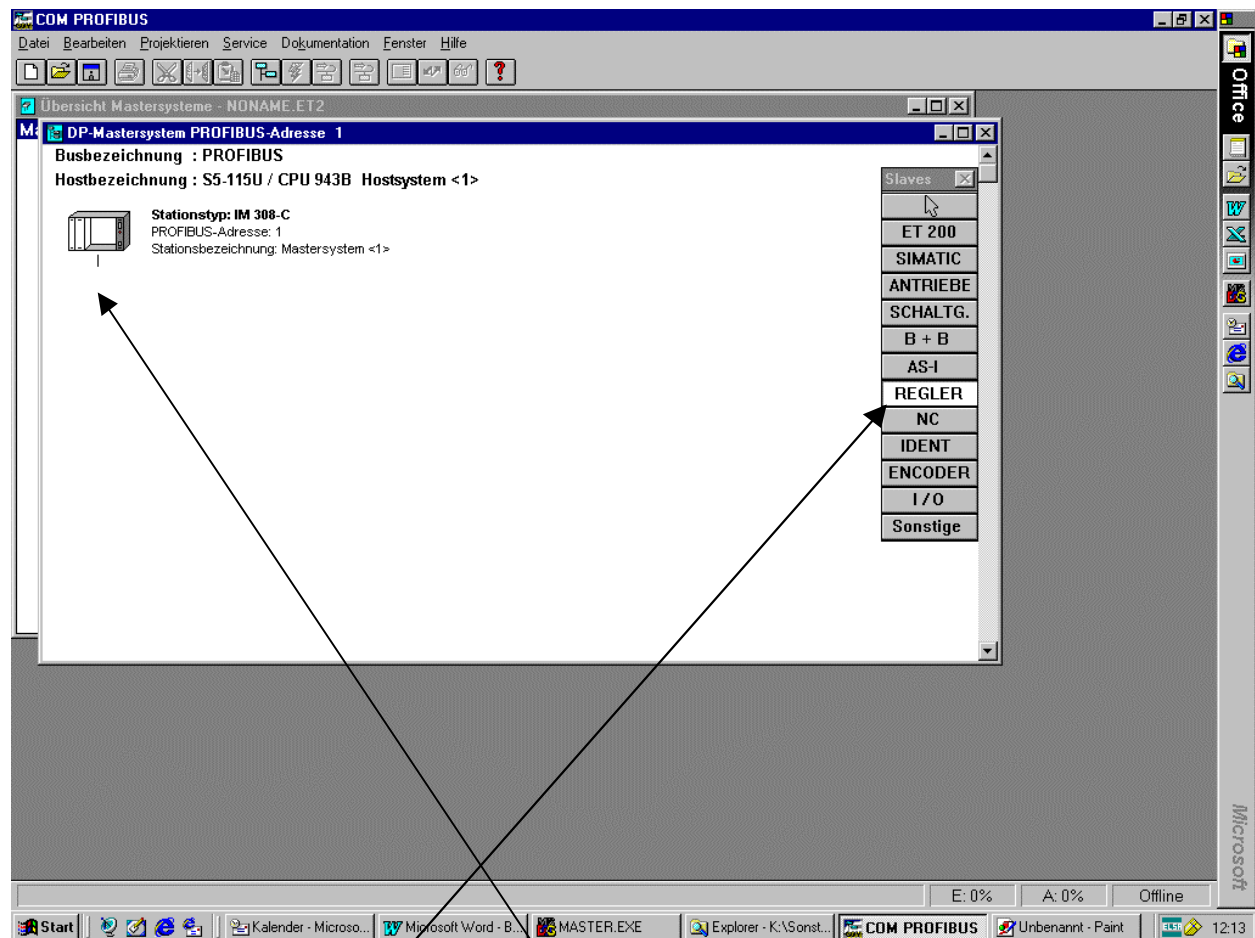 COM PROFIBUS
Datei Bearbeiten Projektieren Service Dokumentation Fenster Hilfe
Übersicht Mastersysteme - NONAME.ET2
DP-Mastersystem PROFIBUS-Adresse 1
Busbezeichnung : PROFIBUS
Hostbezeichnung : S5-115U / CPU 943B Hostsystem <1>
Stationstyp: IM 308-C
PROFIBUS-Adresse: 1
Stationsbezeichnung: Mastersystem <1>
Slaves
ET 200
SIMATIC
ANTRIEBE
SCHALTG.
B + B
AS-I
REGLER
NC
IDENT
ENCODER
I / O
Sonstige
Office
Microsoft
E: 0% A: 0% Offline
Start Kalender - Microso... Microsoft Word - B... MASTER.EXE Explorer - K:\Sonst... COM PROFIBUS Unbenannt - Paint 12:13